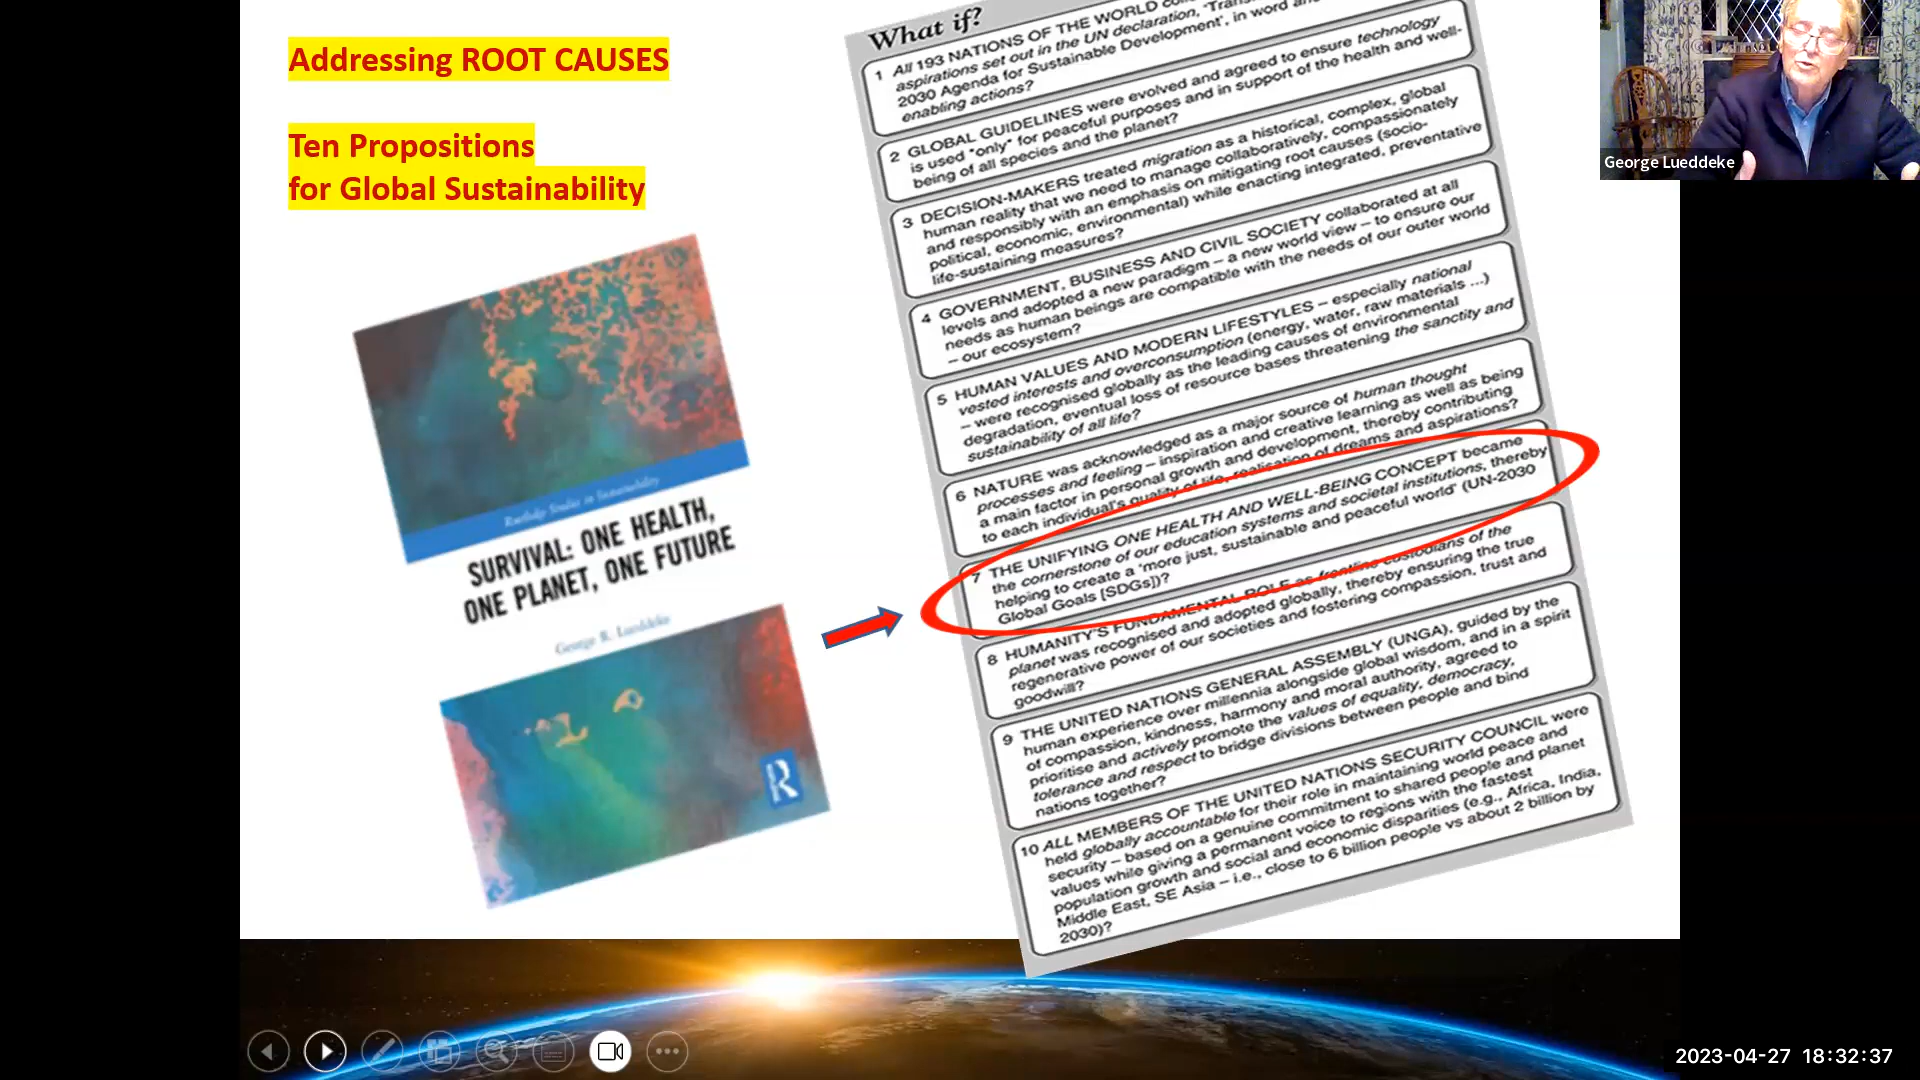 Addressing ROOT CAUSES
Ten Propositions
for Global Sustainability
Routledge Studies in Sustainability
SURVIVAL: ONE HEALTH,
ONE PLANET, ONE FUTURE
George R. Lueddeke
R
What if?
1 All 193 NATIONS OF THE WORLD
aspirations set out in the UN declaration,
2030 Agenda for Sustainable Development', in word
enabling actions?
2 GLOBAL GUIDELINES were evolved and agreed to ensure technology
is used "only" for peaceful purposes and in support of the health and well-
being of all species and the planet?
3 DECISION-MAKERS treated migration as a historical, complex, global
human reality that we need to manage collaboratively, compassionately
and responsibly with an emphasis on mitigating root causes (socio-
political, economic, environmental) while enacting integrated, preventative
life-sustaining measures?
4 GOVERNMENT, BUSINESS AND CIVIL SOCIETY collaborated at all
levels and adopted a new paradigm – a new world view – to ensure our
needs as human beings are compatible with the needs of our outer world
– our ecosystem?
5 HUMAN VALUES AND MODERN LIFESTYLES – especially national
vested interests and overconsumption (energy, water, raw materials ...)
– were recognised globally as the leading causes of environmental
degradation, eventual loss of resource bases threatening the sanctity and
sustainability of all life?
6 NATURE was acknowledged as a major source of human thought
processes and feeling – inspiration and creative learning as well as being
a main factor in personal growth and development, thereby contributing
to each individual's quality of life, realisation of dreams and aspirations?
7 THE UNIFYING ONE HEALTH AND WELL-BEING CONCEPT became
the cornerstone of our education systems and societal institutions, thereby
helping to create a 'more just, sustainable and peaceful world' (UN-2030
Global Goals [SDGs])?
8 HUMANITY'S FUNDAMENTAL ROLE as frontline custodians of the
planet was recognised and adopted globally, thereby ensuring the true
regenerative power of our societies and fostering compassion, trust and
goodwill?
9 THE UNITED NATIONS GENERAL ASSEMBLY (UNGA), guided by the
human experience over millennia alongside global wisdom, and in a spirit
of compassion, kindness, harmony and moral authority, agreed to
prioritise and actively promote the values of equality, democracy,
tolerance and respect to bridge divisions between people and bind
nations together?
10 ALL MEMBERS OF THE UNITED NATIONS SECURITY COUNCIL were
held globally accountable for their role in maintaining world peace and
security – based on a genuine commitment to shared people and planet
values while giving a permanent voice to regions with the fastest
population growth and social and economic disparities (e.g., Africa, India,
Middle East, SE Asia – i.e., close to 6 billion people vs about 2 billion by
2030)?
George Lueddeke
2023-04-27 18:32:37